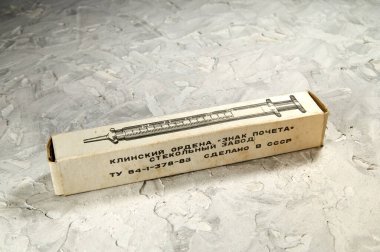 КЛИНСКИЙ ОРДЕНА "ЗНАК ПОЧЕТА"
СТЕКОЛЬНЫЙ ЗАВОД
ТУ 64-1-378-83 СДЕЛАНО В СССР